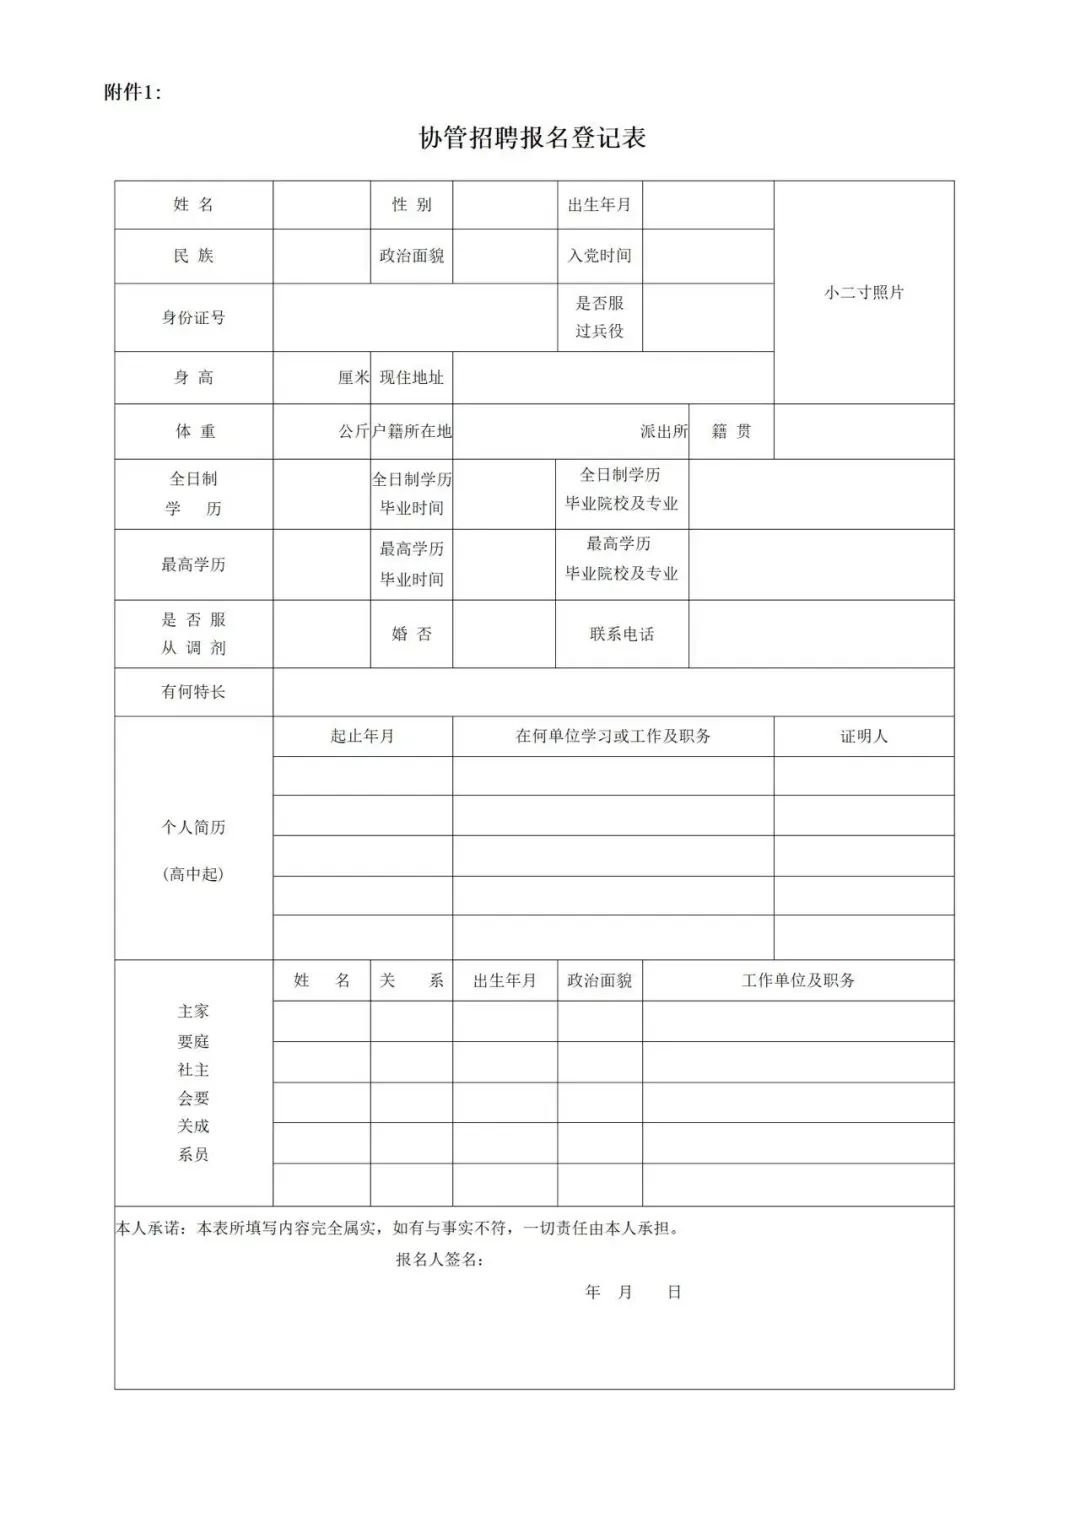 附件1：
协管招聘报名登记表
姓 名 性 别 出生年月
民 族 政治面貌 入党时间
小二寸照片
身份证号 是否服
过兵役
身 高 厘米 现住地址
体 重 公斤 户籍所在地 派出所 籍 贯
全日制
学 历
全日制学历
毕业时间
全日制学历
毕业院校及专业
最高学历
最高学历
毕业时间
最高学历
毕业院校及专业
是 否 服
从 调 剂
婚 否 联系电话
有何特长
起止年月 在何单位学习或工作及职务 证明人
个人简历
(高中起)
姓 名 关 系 出生年月 政治面貌 工作单位及职务
主家
要庭
社主
会要
关成
系员
本人承诺：本表所填写内容完全属实，如有与事实不符，一切责任由本人承担。
报名人签名：
年 月 日